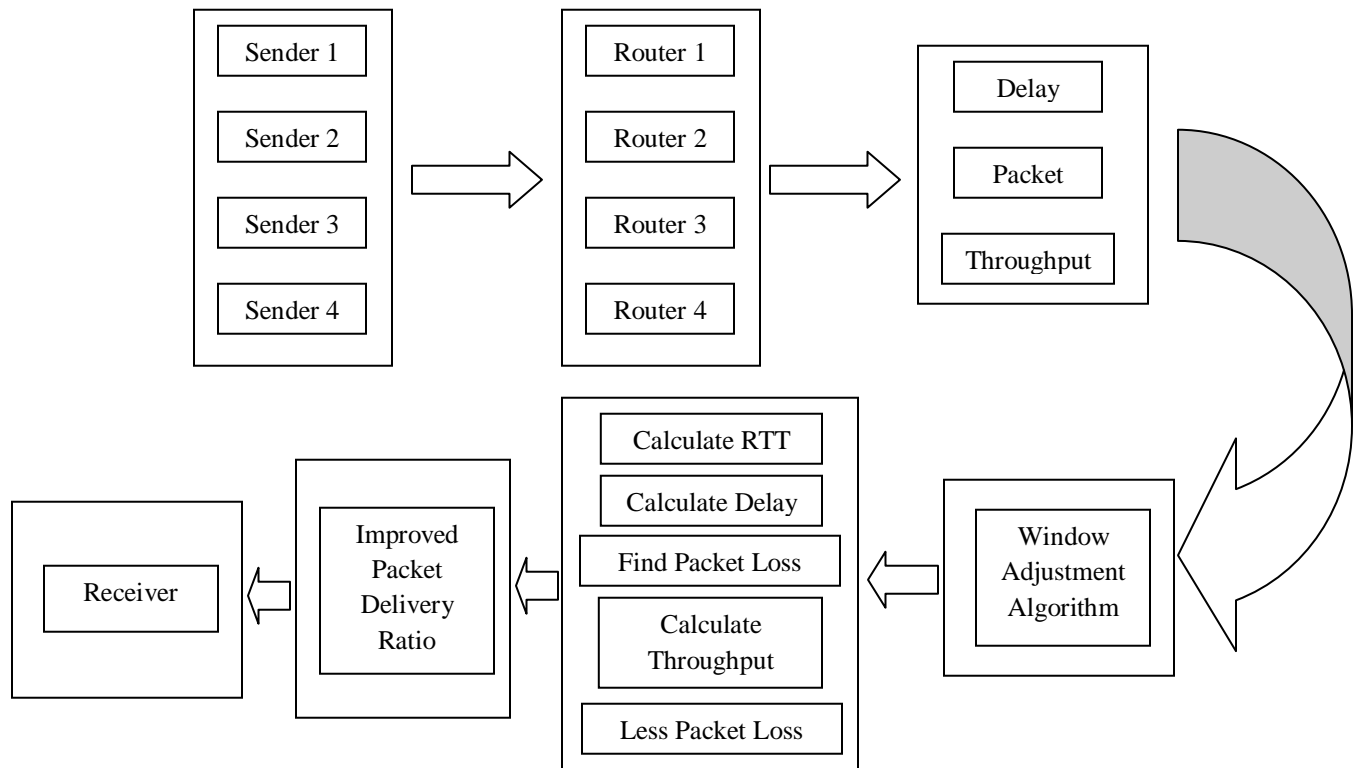 Sender 1
Sender 2
Sender 3
Sender 4
Router 1
Router 2
Router 3
Router 4
Delay
Packet
Throughput
Window
Adjustment
Algorithm
Calculate RTT
Calculate Delay
Find Packet Loss
Calculate
Throughput
Less Packet Loss
Improved
Packet
Delivery
Ratio
Receiver